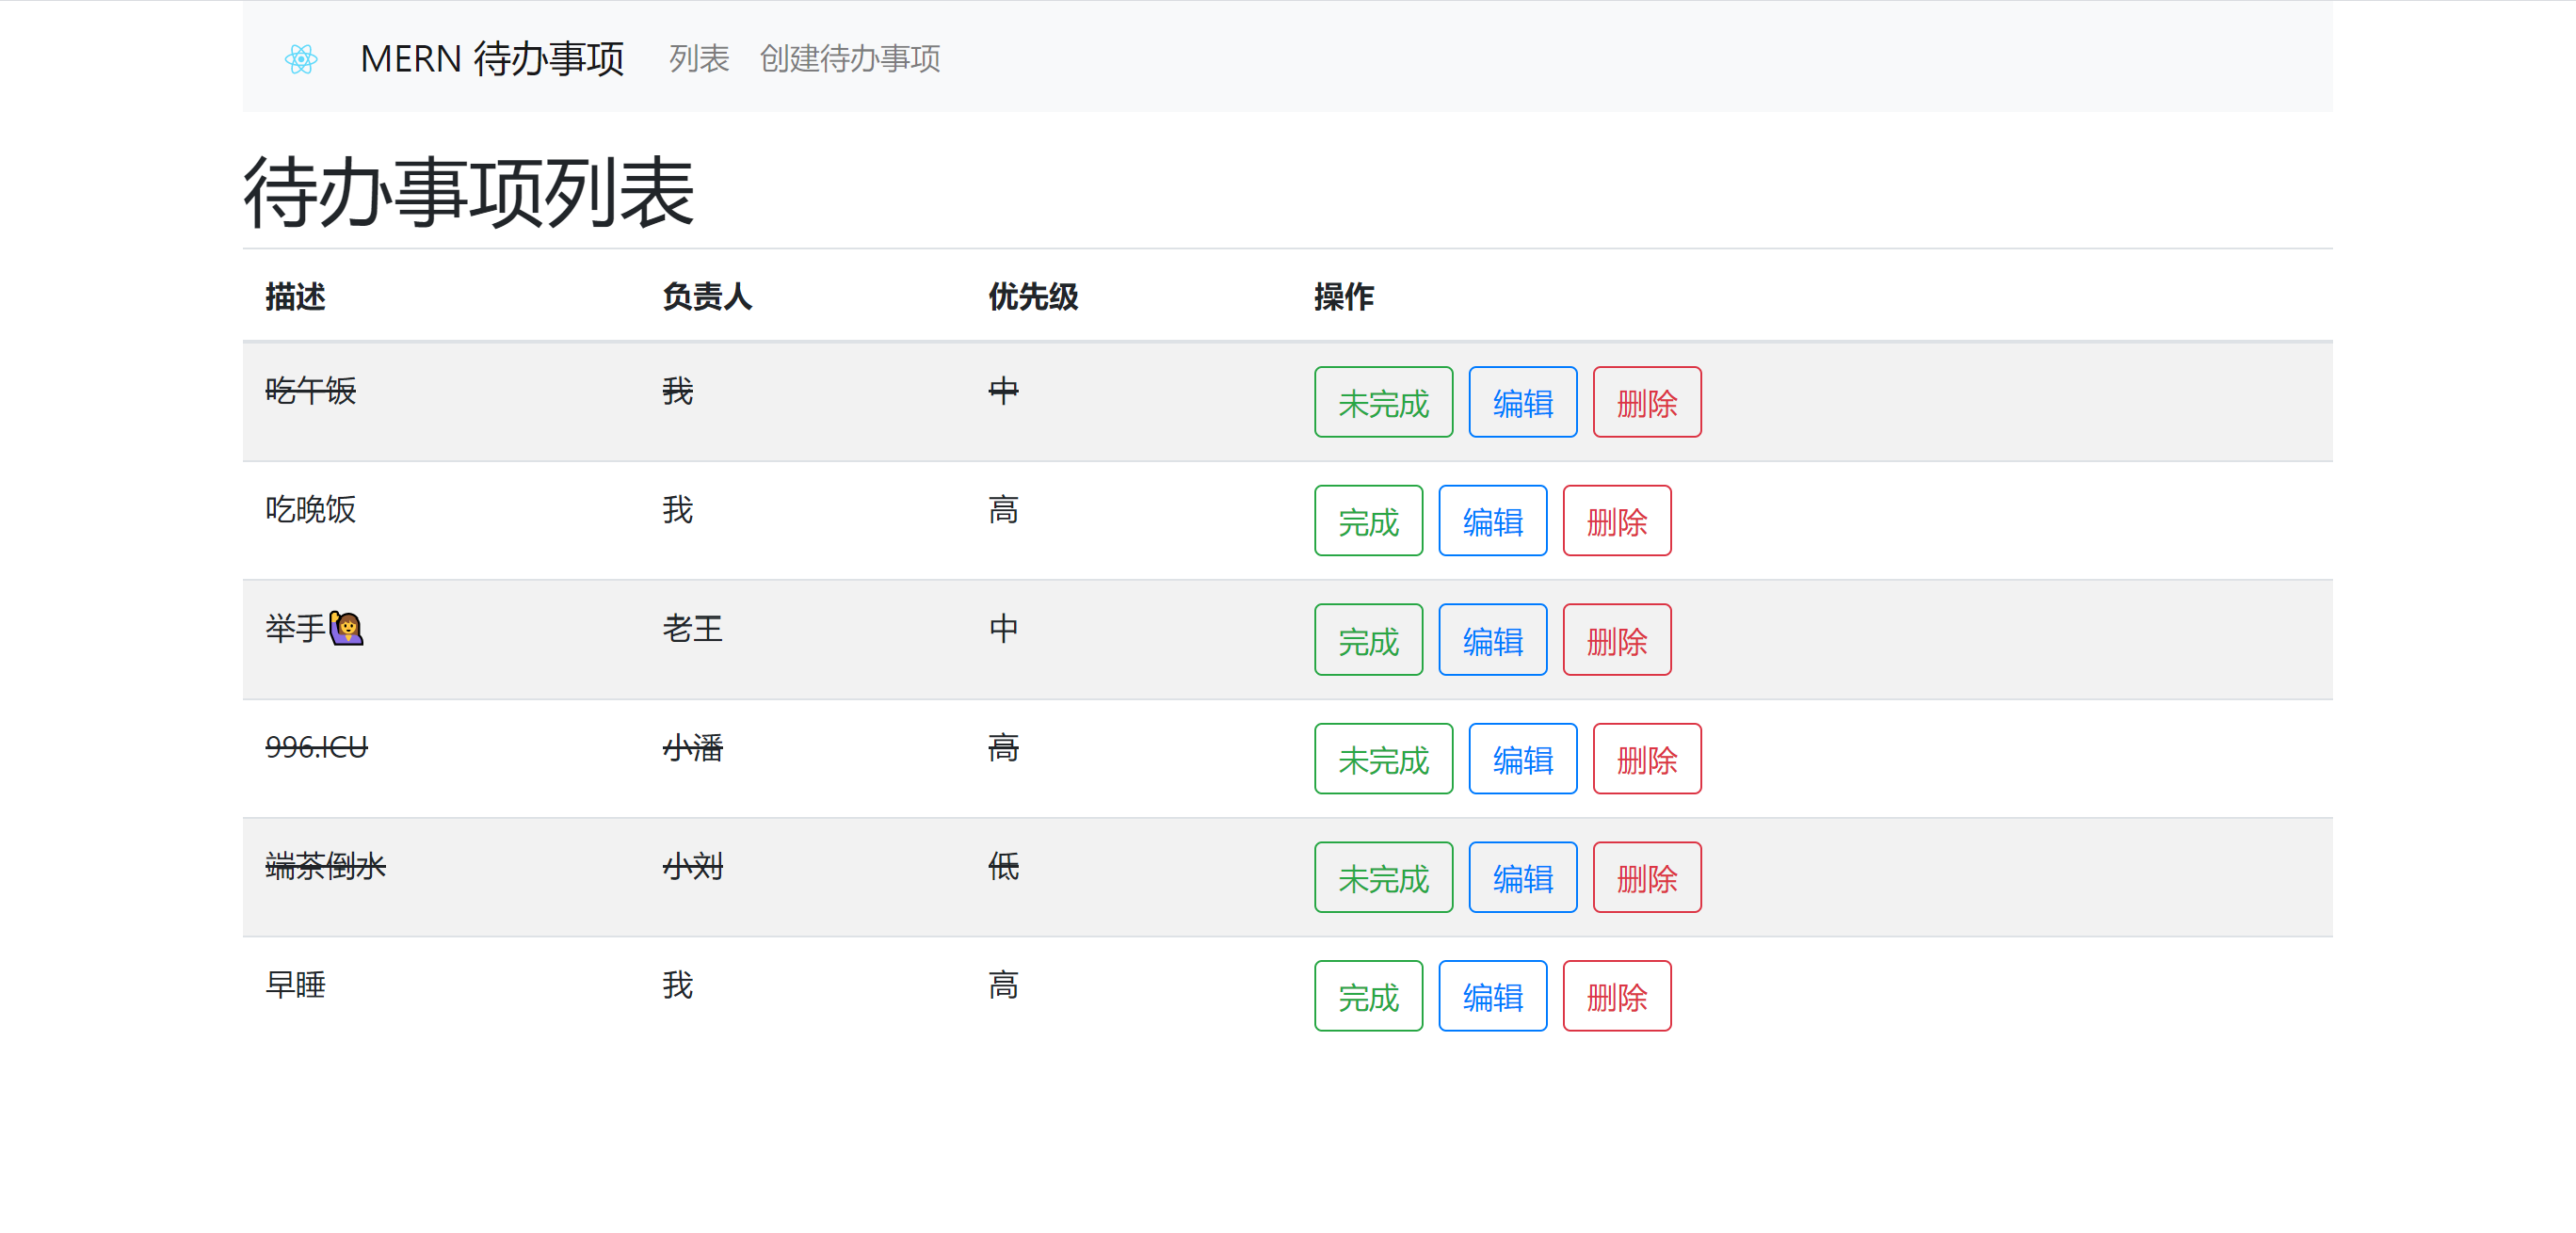 MERN 待办事项 列表 创建待办事项
待办事项列表
描述 负责人 优先级 操作
吃午饭 我 中 未完成 编辑 删除
吃晚饭 我 高 完成 编辑 删除
举手🙋‍♀️ 老王 中 完成 编辑 删除
996.ICU 小潘 高 未完成 编辑 删除
端茶倒水 小刘 低 未完成 编辑 删除
早睡 我 高 完成 编辑 删除